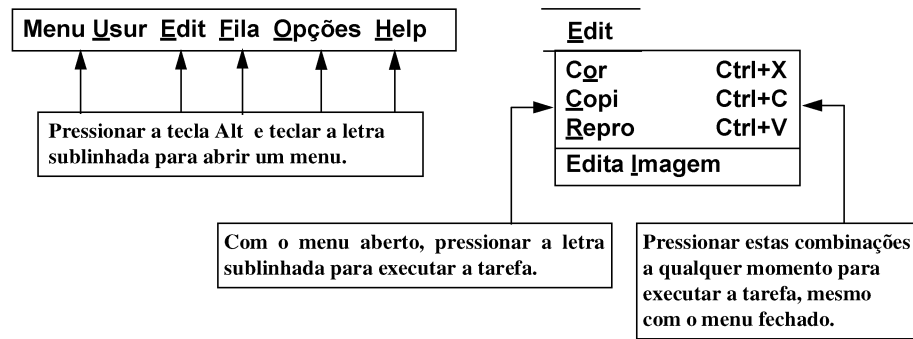 Menu Usur Edit Fila Opções Help
Pressionar a tecla Alt e teclar a letra
sublinhada para abrir um menu.
Edit
Cor Ctrl+X
Copi Ctrl+C
Repro Ctrl+V
Edita Imagem
Com o menu aberto, pressionar a letra
sublinhada para executar a tarefa.
Pressionar estas combinações
a qualquer momento para
executar a tarefa, mesmo
com o menu fechado.